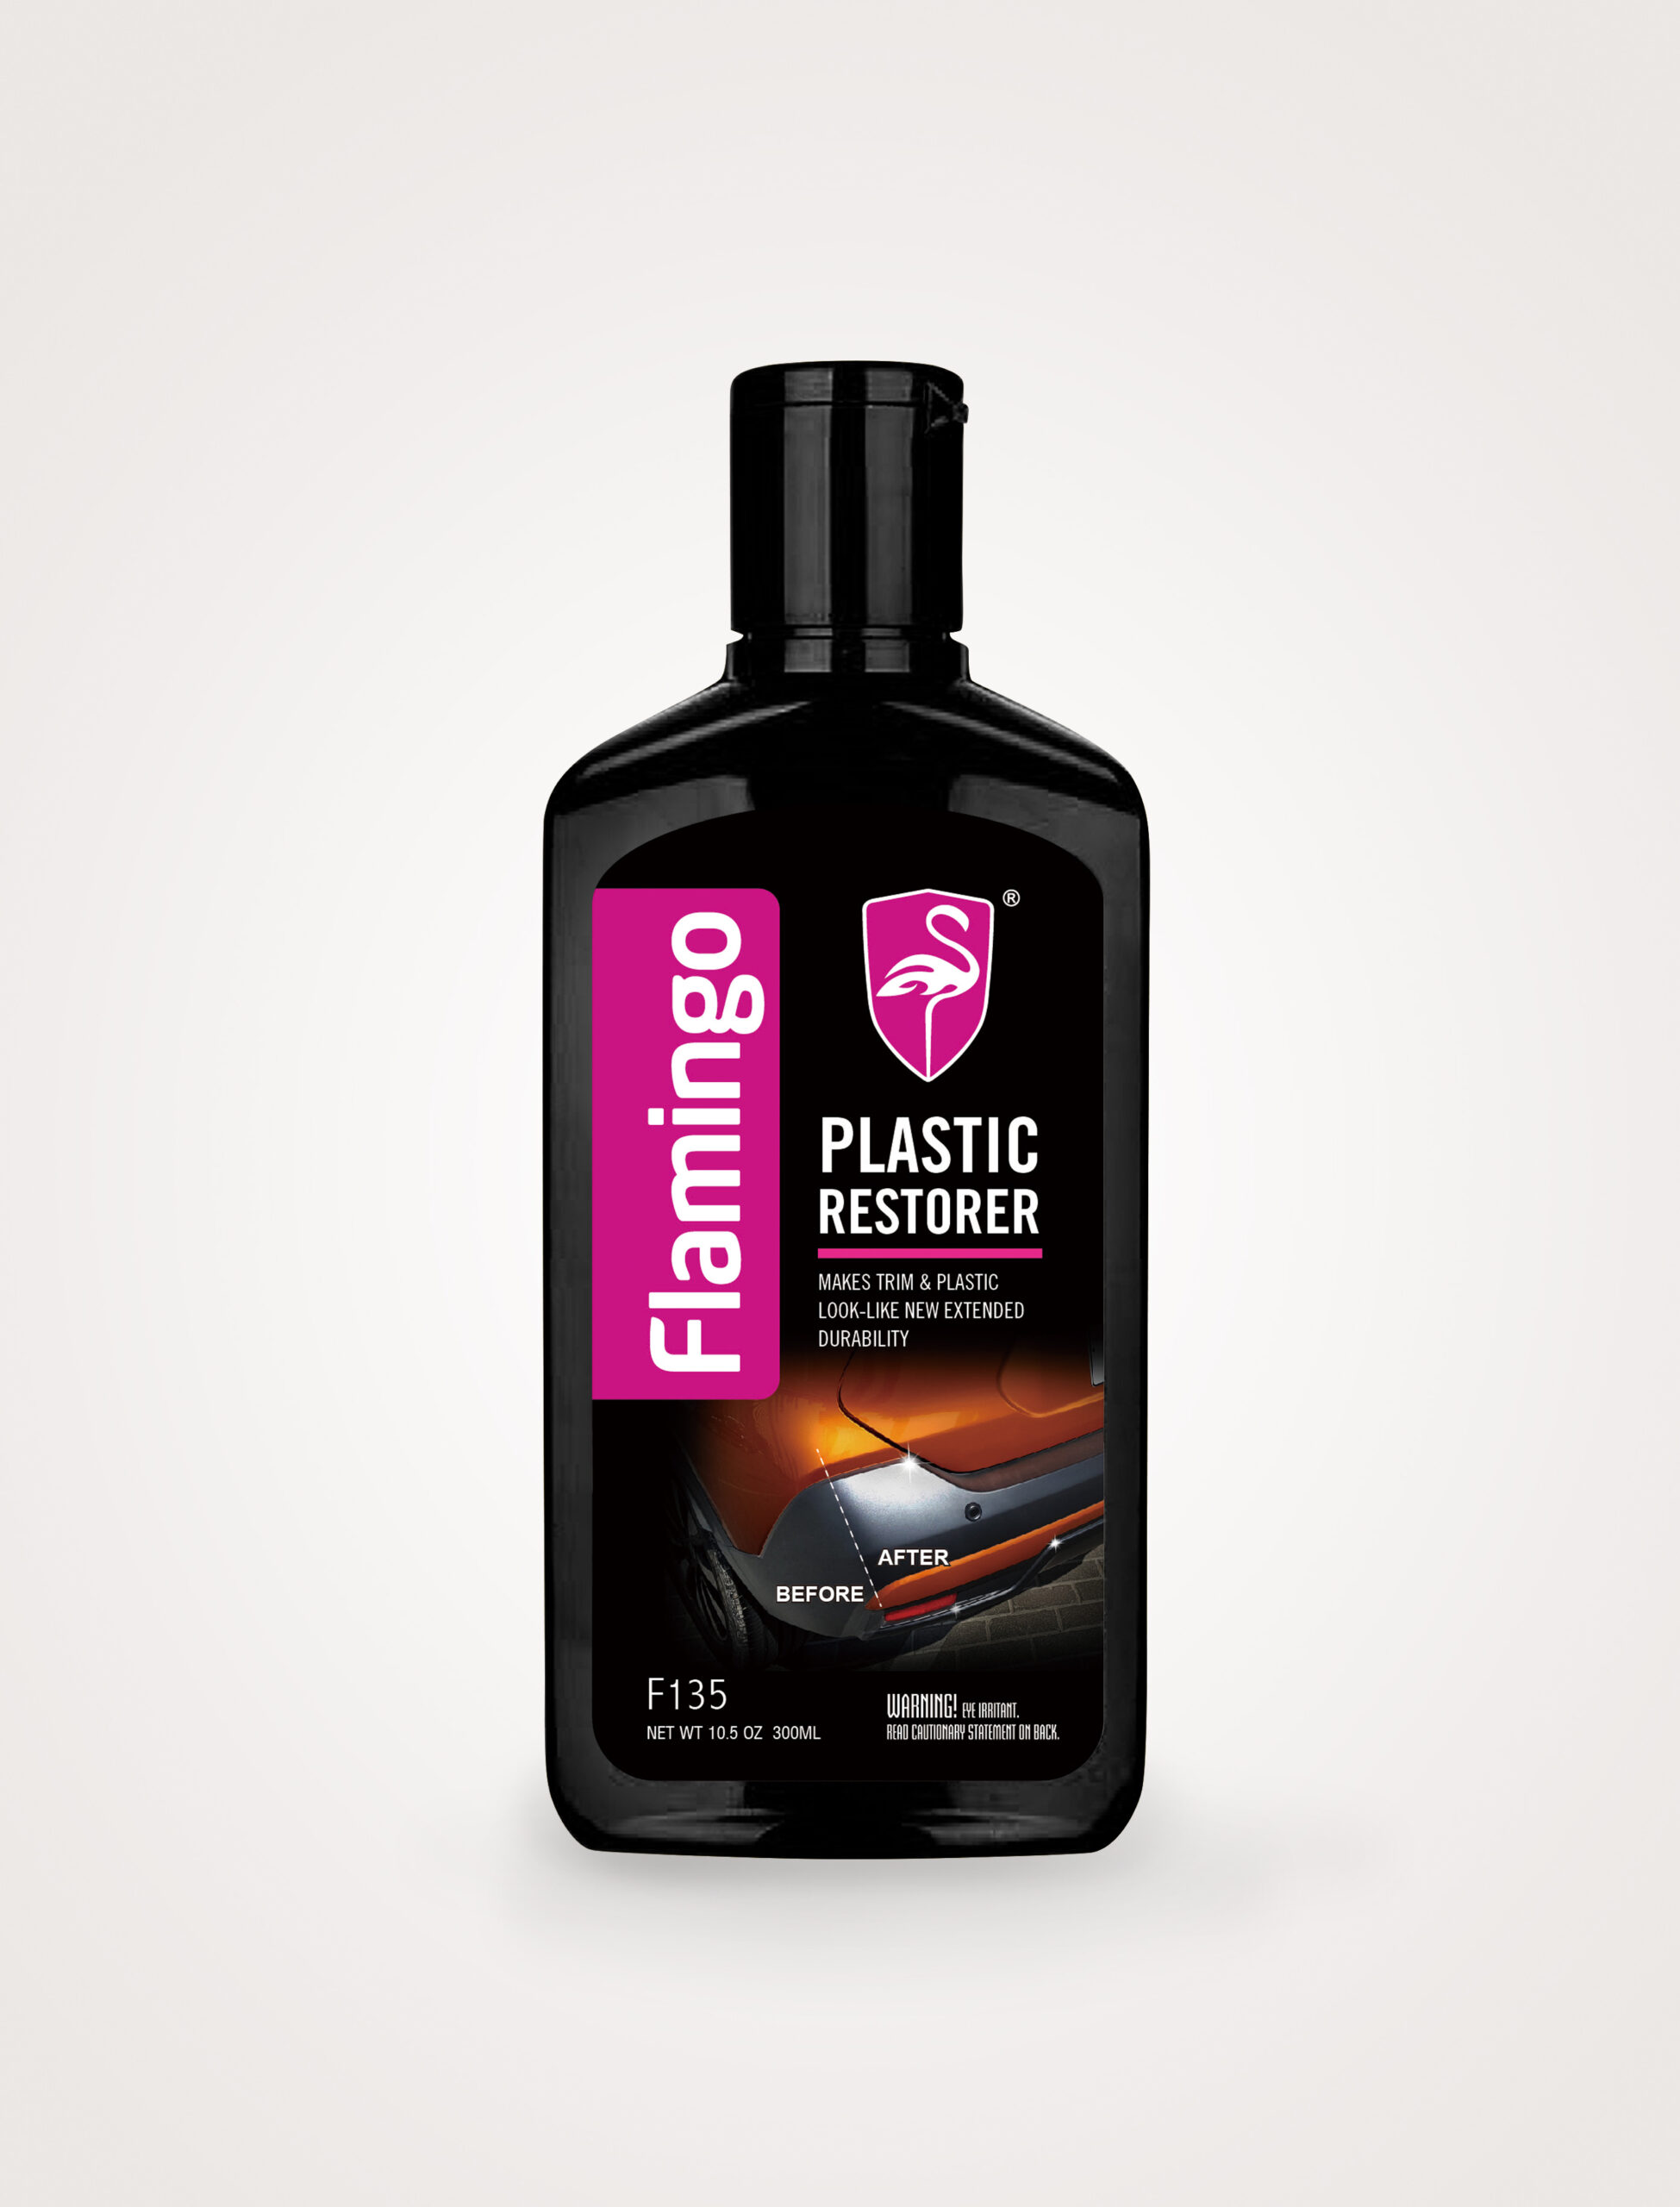 Flamingo
®
PLASTIC
RESTORER
MAKES TRIM & PLASTIC
LOOK-LIKE NEW EXTENDED
DURABILITY
AFTER
BEFORE
F135
NET WT 10.5 OZ 300ML
WARNING! EYE IRRITANT.
READ CAUTIONARY STATEMENT ON BACK.